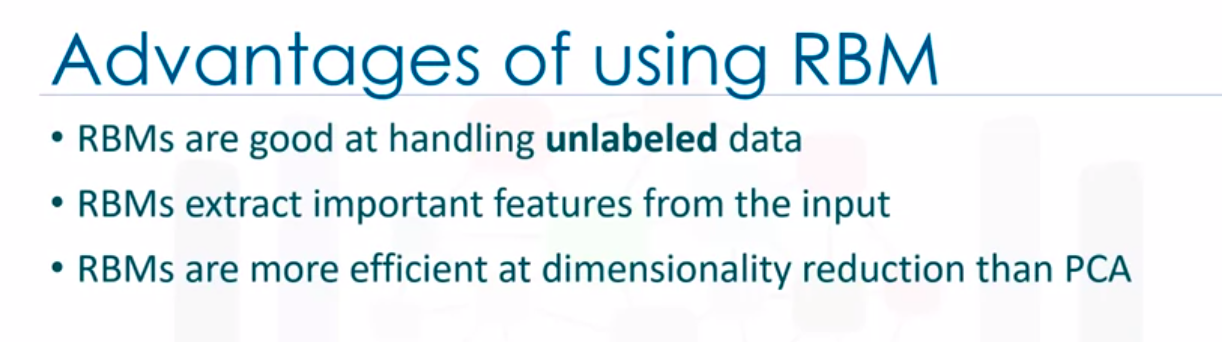 Advantages of using RBM
• RBMs are good at handling unlabeled data
• RBMs extract important features from the input
• RBMs are more efficient at dimensionality reduction than PCA